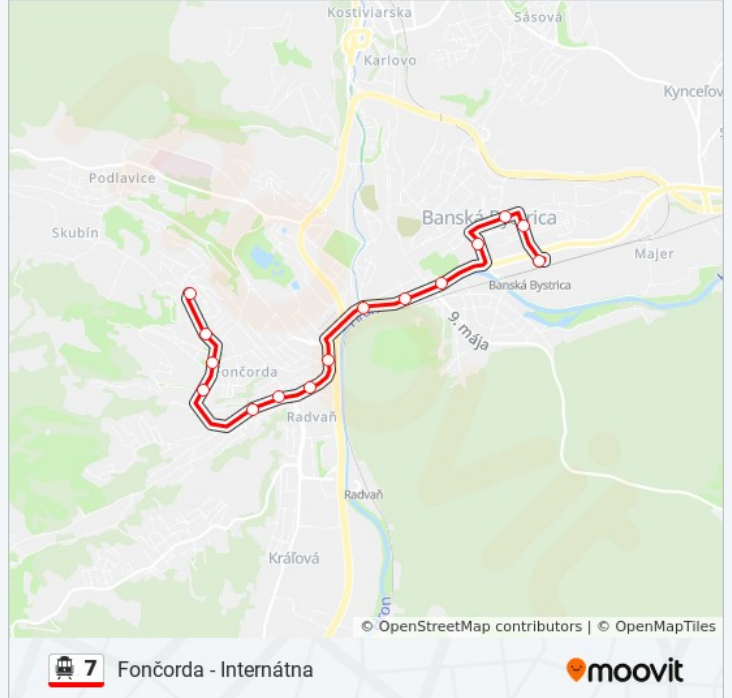 Kostiviarska
Sásová
Karlovo
Kynceľov
Podlavice
Banská Bystrica
Skubín
Majer
Banská Bystrica
9. mája
Fončorda
Radvaň
Radvaň
Kráľová
© OpenStreetMap contributors | © OpenMapTiles
7 Fončorda - Internátna
moovit